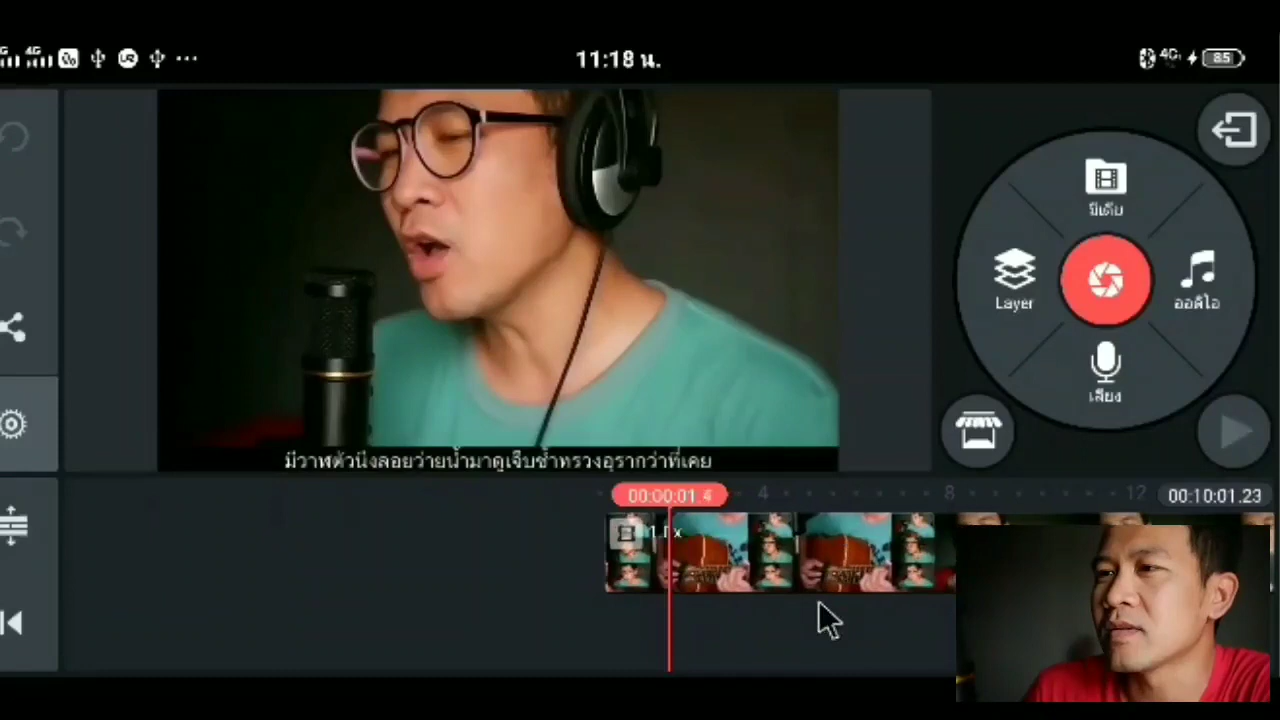 4G
11:18 น.
4G
85
มีเดีย
Layer
ออดิโอ
เสียง
มีวาฬตัวนึงลอยว่ายน้ำมาดูเจ็บช้ำทรวงอุรากว่าที่เคย
00:00:01.4
4
8
12
00:10:01.23